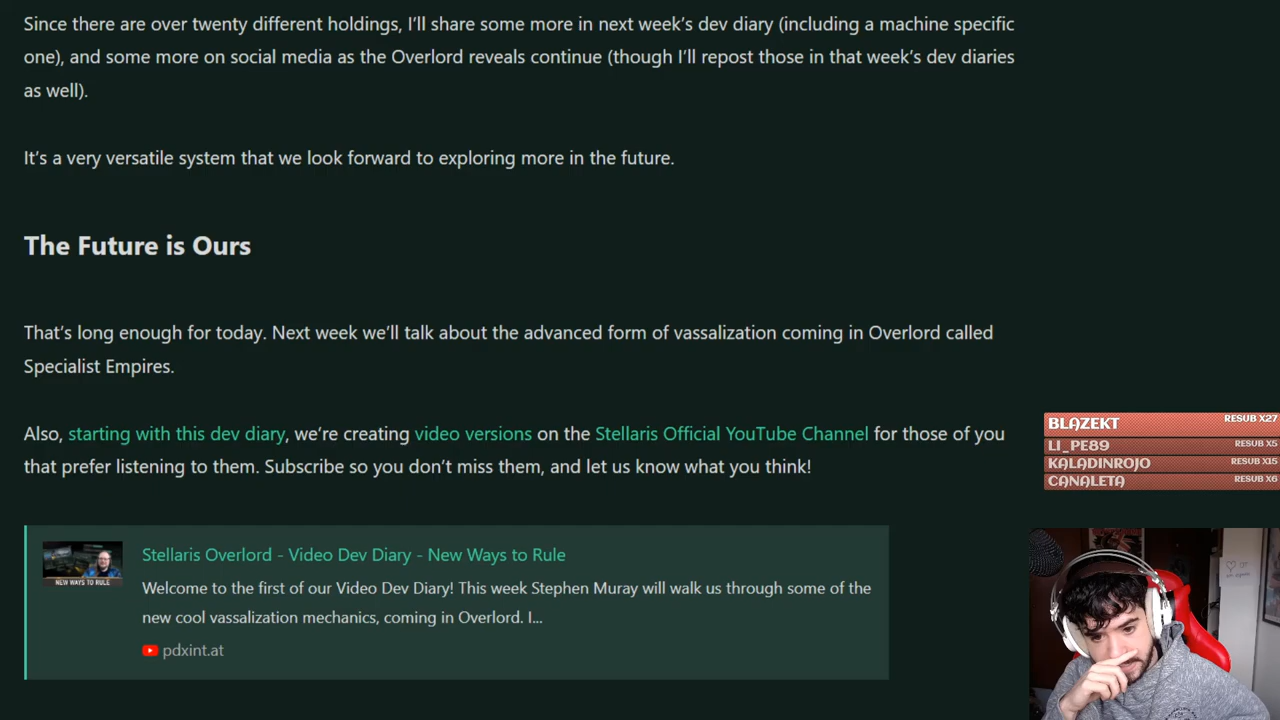 Since there are over twenty different holdings, I'll share some more in next week's dev diary (including a machine specific
one), and some more on social media as the Overlord reveals continue (though I'll repost those in that week's dev diaries
as well).
It's a very versatile system that we look forward to exploring more in the future.
The Future is Ours
That's long enough for today. Next week we'll talk about the advanced form of vassalization coming in Overlord called
Specialist Empires.
Also, starting with this dev diary, we're creating video versions on the Stellaris Official YouTube Channel for those of you
that prefer listening to them. Subscribe so you don't miss them, and let us know what you think!
BLAZEKT RESUB X27
LI_PE89 RESUB X5
KALADINROJO RESUB X15
CANALETA RESUB X6
Stellaris Overlord - Video Dev Diary - New Ways to Rule
NEW WAYS TO RULE
Welcome to the first of our Video Dev Diary! This week Stephen Muray will walk us through some of the
new cool vassalization mechanics, coming in Overlord. I...
pdxint.at